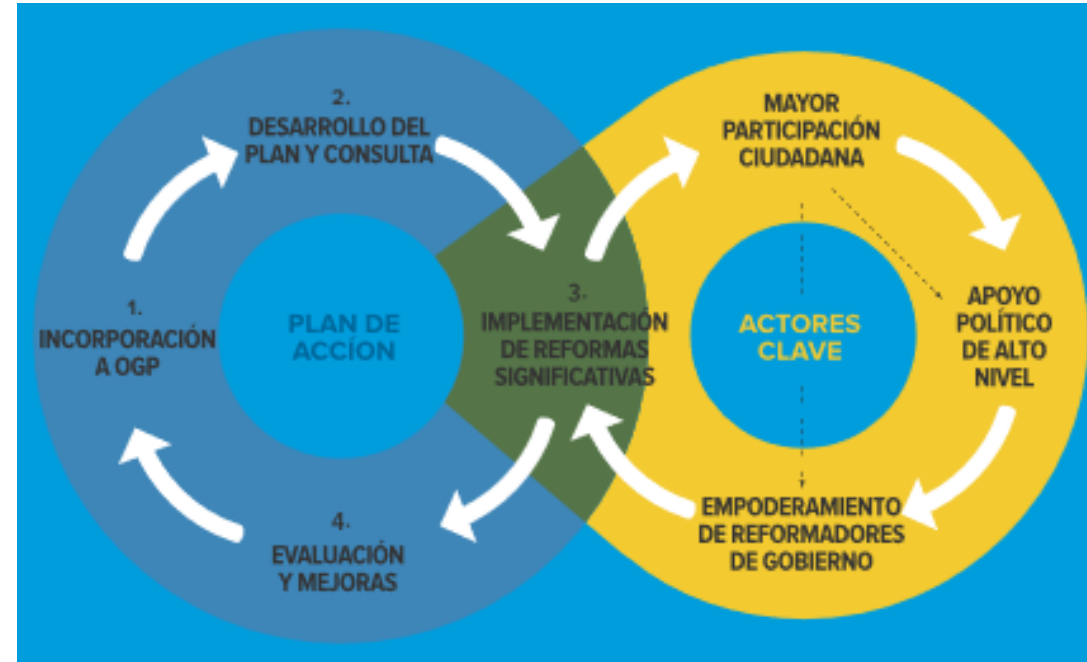 2.
DESARROLLO DEL
PLAN Y CONSULTA
1.
INCORPORACIÓN
A OGP
PLAN DE
ACCÍON
3.
IMPLEMENTACIÓN
DE REFORMAS
SIGNIFICATIVAS
4.
EVALUACIÓN
Y MEJORAS
MAYOR
PARTICIPACIÓN
CIUDADANA
ACTORES
CLAVE
APOYO
POLÍTICO
DE ALTO
NIVEL
EMPODERAMIENTO
DE REFORMADORES
DE GOBIERNO